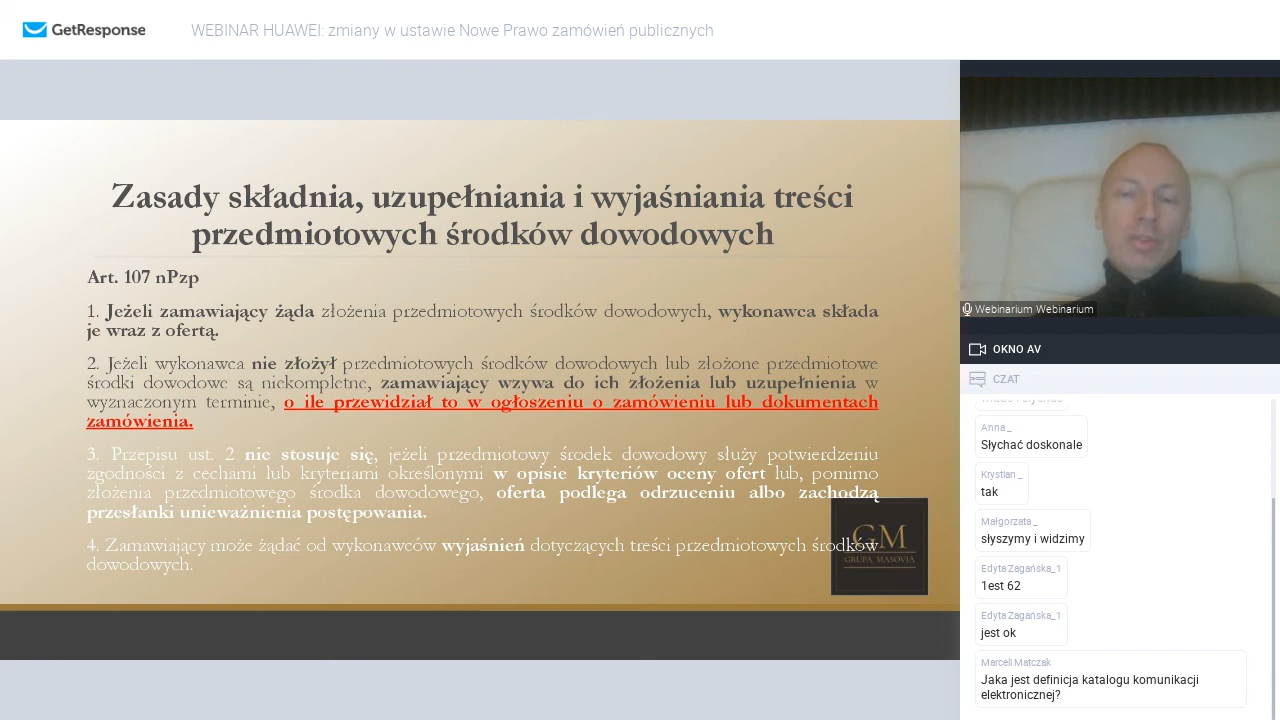 GetResponse
WEBINAR HUAWEI: zmiany w ustawie Nowe Prawo zamówień publicznych
Zasady składnia, uzupełniania i wyjaśniania treści
przedmiotowych środków dowodowych
Art. 107 nPzp
1. Jeżeli zamawiający żąda złożenia przedmiotowych środków dowodowych, wykonawca składa
je wraz z ofertą.
2. Jeżeli wykonawca nie złożył przedmiotowych środków dowodowych lub złożone przedmiotowe
środki dowodowe są niekompletne, zamawiający wzywa do ich złożenia lub uzupełnienia w
wyznaczonym terminie, o ile przewidział to w ogłoszeniu o zamówieniu lub dokumentach
zamówienia.
3. Przepisu ust. 2 nie stosuje się, jeżeli przedmiotowy środek dowodowy służy potwierdzeniu
zgodności z cechami lub kryteriami określonymi w opisie kryteriów oceny ofert lub, pomimo
złożenia przedmiotowego środka dowodowego, oferta podlega odrzuceniu albo zachodzą
przesłanki unieważnienia postępowania.
4. Zamawiający może żądać od wykonawców wyjaśnień dotyczących treści przedmiotowych środków
dowodowych.
GM
GRUPA MASOVIA
Webinarium Webinarium
OKNO AV
CZAT
Anna _
Słychać doskonale
Krystian _
tak
Małgorzata _
słyszymy i widzimy
Edyta Zagańska_1
1est 62
Edyta Zagańska_1
jest ok
Marceli Matczak
Jaka jest definicja katalogu komunikacji
elektronicznej?